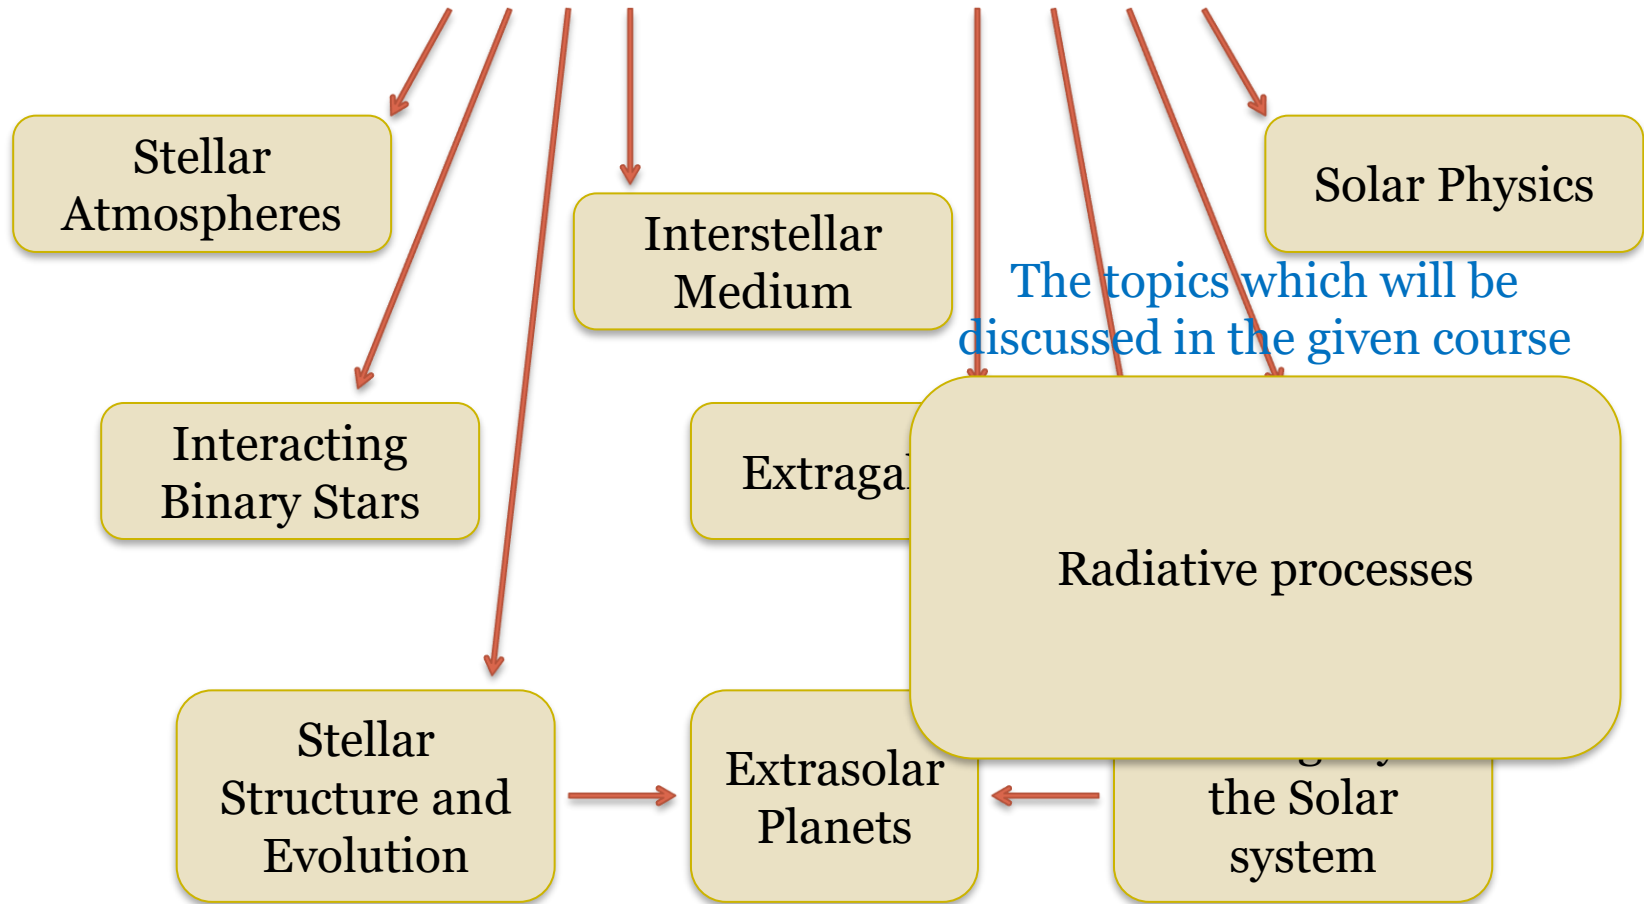 Stellar
Atmospheres
Solar Physics
Interstellar
Medium
The topics which will be
discussed in the given course
Interacting
Binary Stars
Radiative processes
Stellar
Structure and
Evolution
Extrasolar
Planets
the Solar
system